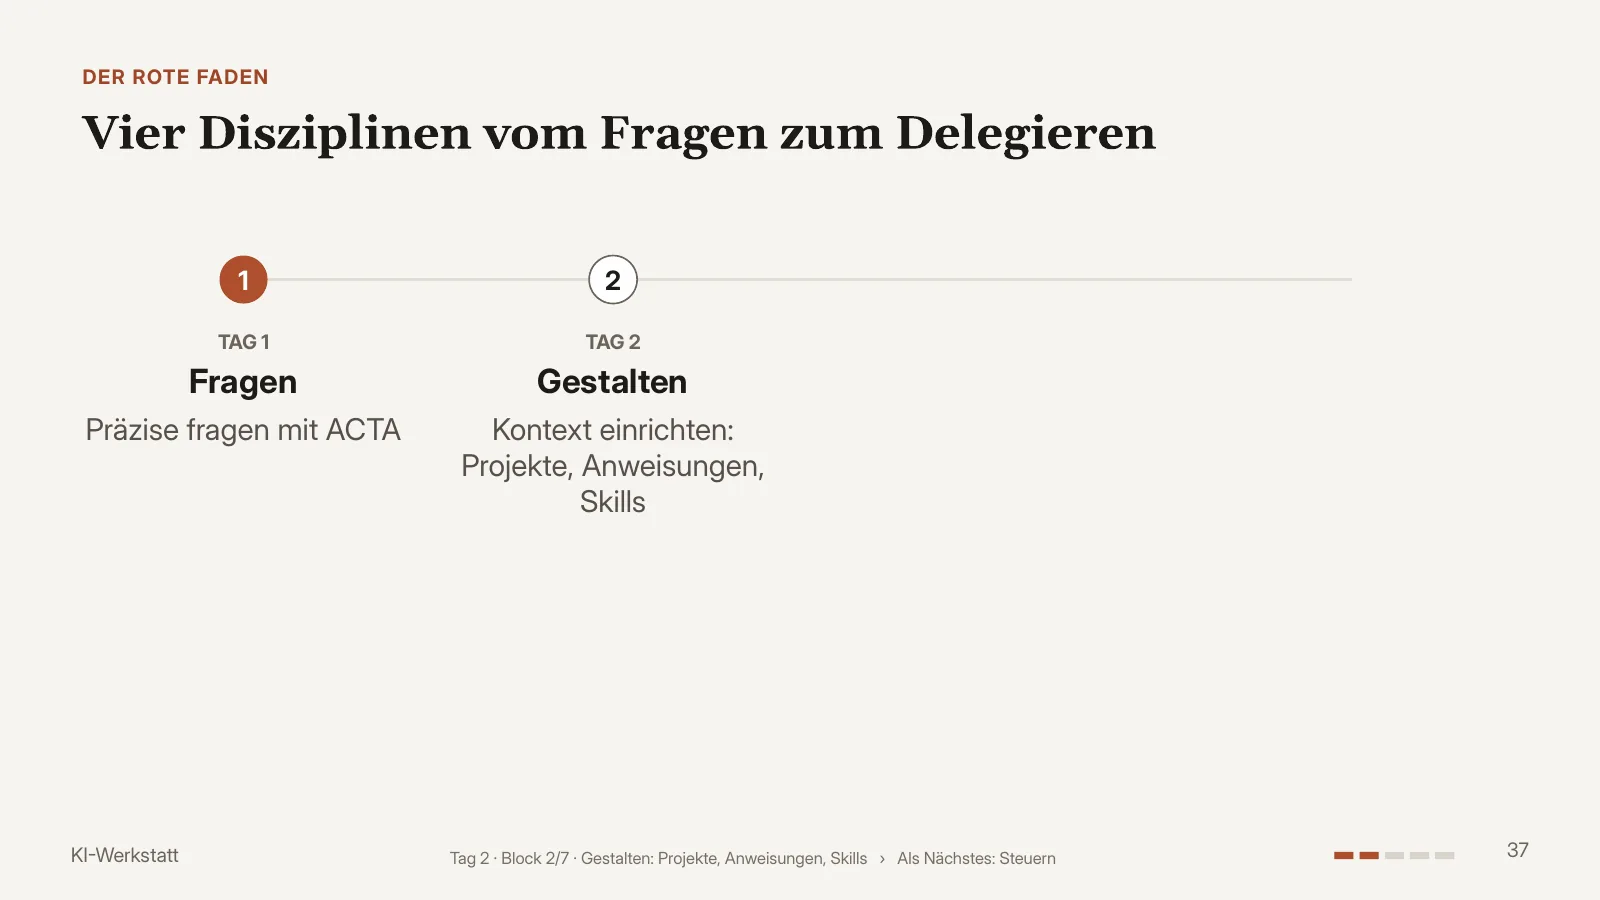 DER ROTE FADEN
Vier Disziplinen vom Fragen zum Delegieren
1
TAG 1
Fragen
Präzise fragen mit ACTA
2
TAG 2
Gestalten
Kontext einrichten:
Projekte, Anweisungen,
Skills
KI-Werkstatt
Tag 2 · Block 2/7 · Gestalten: Projekte, Anweisungen, Skills › Als Nächstes: Steuern
37